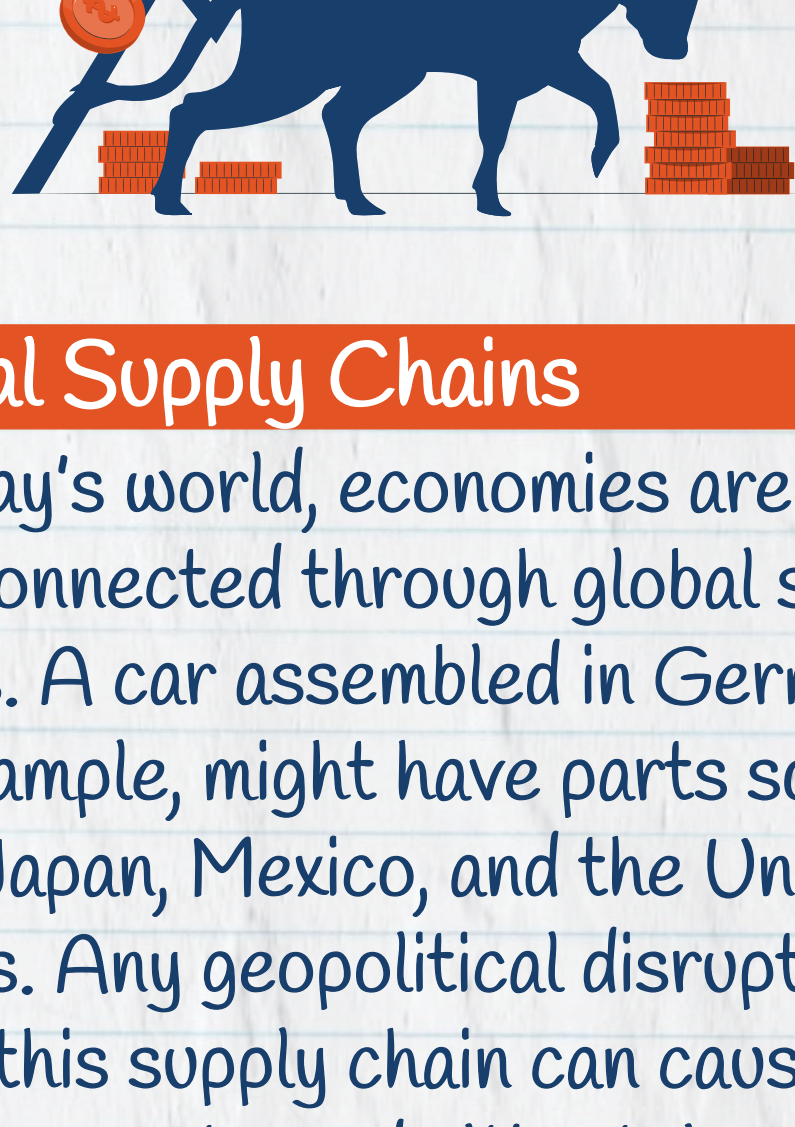 al Supply Chains
ay's world, economies are
onnected through global s
s. A car assembled in Ger
ample, might have parts so
Japan, Mexico, and the Un
s. Any geopolitical disrupt
this supply chain can caus